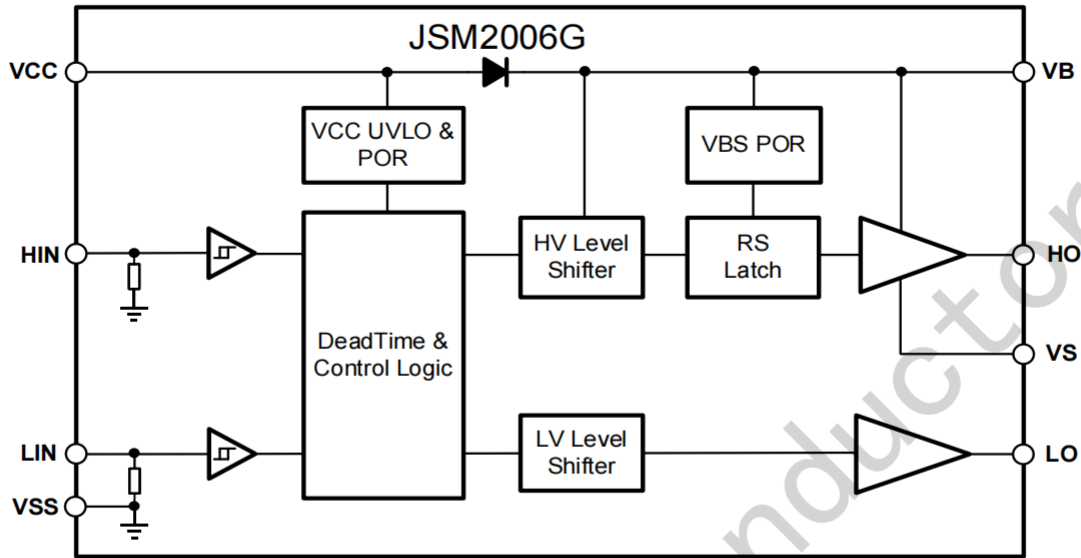 JSM2006G
VCC
VB
VCC UVLO &
POR
VBS POR
HIN
HV Level
Shifter
RS
Latch
HO
DeadTime &
Control Logic
VS
LIN
LV Level
Shifter
LO
VSS